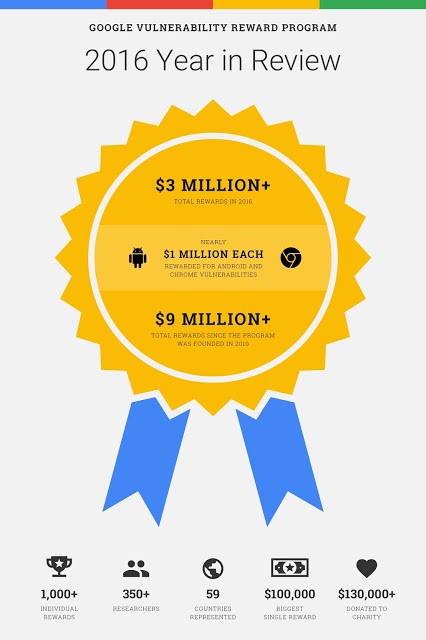 GOOGLE VULNERABILITY REWARD PROGRAM
2016 Year in Review
$3 MILLION+
TOTAL REWARDS IN 2016
NEARLY
$1 MILLION EACH
REWARDED FOR ANDROID AND
CHROME VULNERABILITIES
$9 MILLION+
TOTAL REWARDS SINCE THE PROGRAM
WAS FOUNDED IN 2010
1,000+
INDIVIDUAL
REWARDS
350+
RESEARCHERS
59
COUNTRIES
REPRESENTED
$100,000
BIGGEST
SINGLE REWARD
$130,000+
DONATED TO
CHARITY